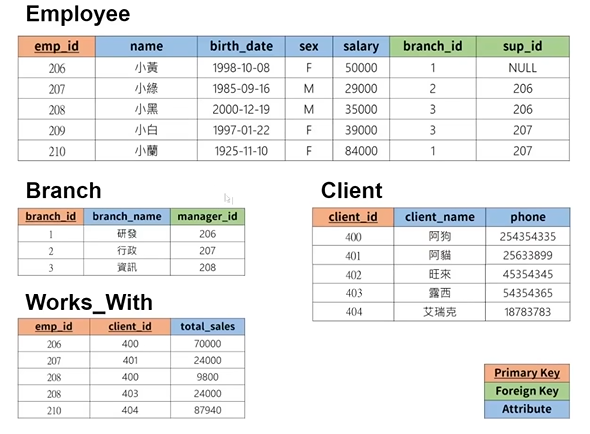 Employee
emp_id name birth_date sex salary branch_id sup_id
206 小黃 1998-10-08 F 50000 1 NULL
207 小綠 1985-09-16 M 29000 2 206
208 小黑 2000-12-19 M 35000 3 206
209 小白 1997-01-22 F 39000 3 207
210 小蘭 1925-11-10 F 84000 1 207
Branch
branch_id branch_name manager_id
1 研發 206
2 行政 207
3 資訊 208
Client
client_id client_name phone
400 阿狗 254354335
401 阿貓 25633899
402 旺來 45354345
403 露西 54354365
404 艾瑞克 18783783
Works_With
emp_id client_id total_sales
206 400 70000
207 401 24000
208 400 9800
208 403 24000
210 404 87940
Primary Key
Foreign Key
Attribute